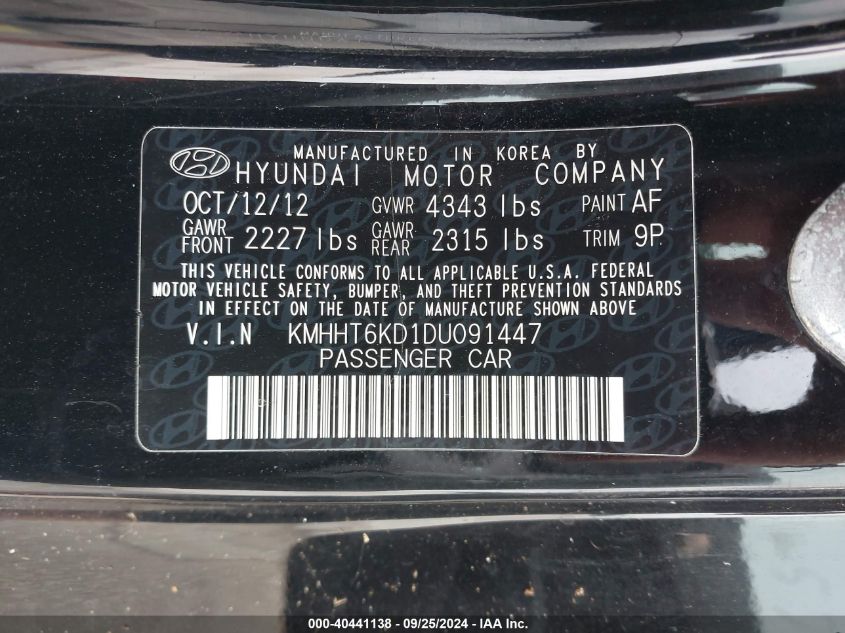 MANUFACTURED IN KOREA BY
HYUNDAI MOTOR COMPANY
OCT/12/12 GVWR 4343 lbs PAINT AF
GAWR FRONT 2227 lbs GAWR REAR 2315 lbs TRIM 9P
THIS VEHICLE CONFORMS TO ALL APPLICABLE U.S.A. FEDERAL
MOTOR VEHICLE SAFETY, BUMPER, AND THEFT PREVENTION STANDARDS
IN EFFECT ON THE DATE OF MANUFACTURE SHOWN ABOVE
V.I.N KMHHT6KD1DU091447
PASSENGER CAR
000-40441138 - 09/25/2024 - IAA Inc.